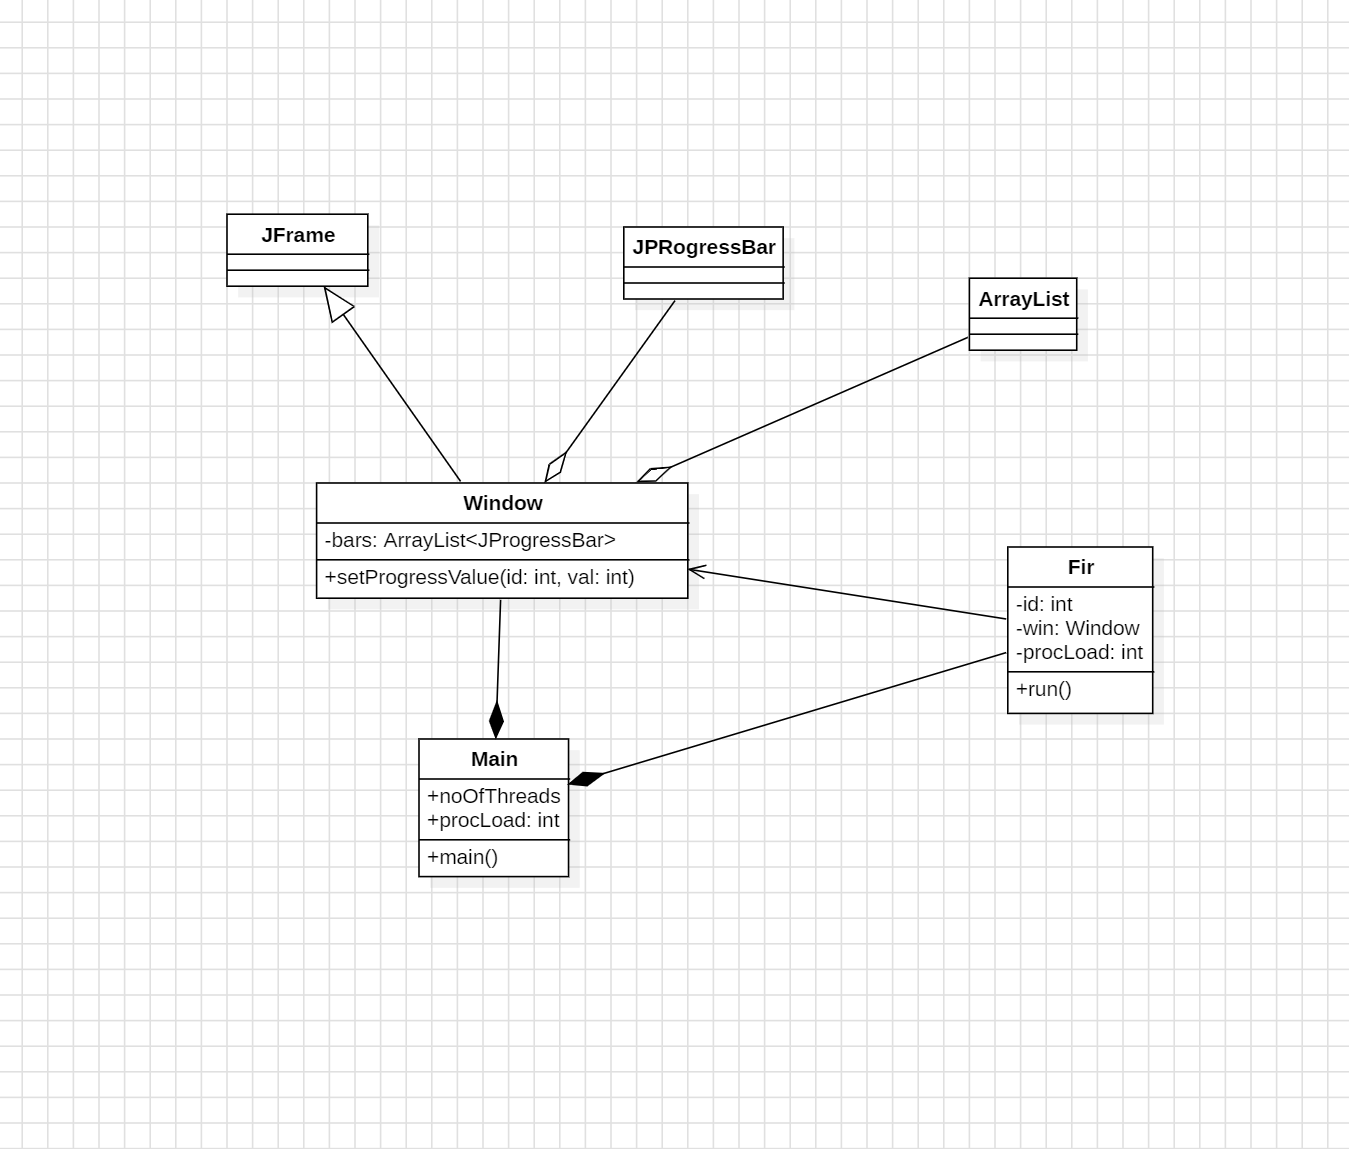 JFrame
JPRogressBar
ArrayList
Window
-bars: ArrayList<JProgressBar>
+setProgressValue(id: int, val: int)
Fir
-id: int
-win: Window
-procLoad: int
+run()
Main
+noOfThreads
+procLoad: int
+main()